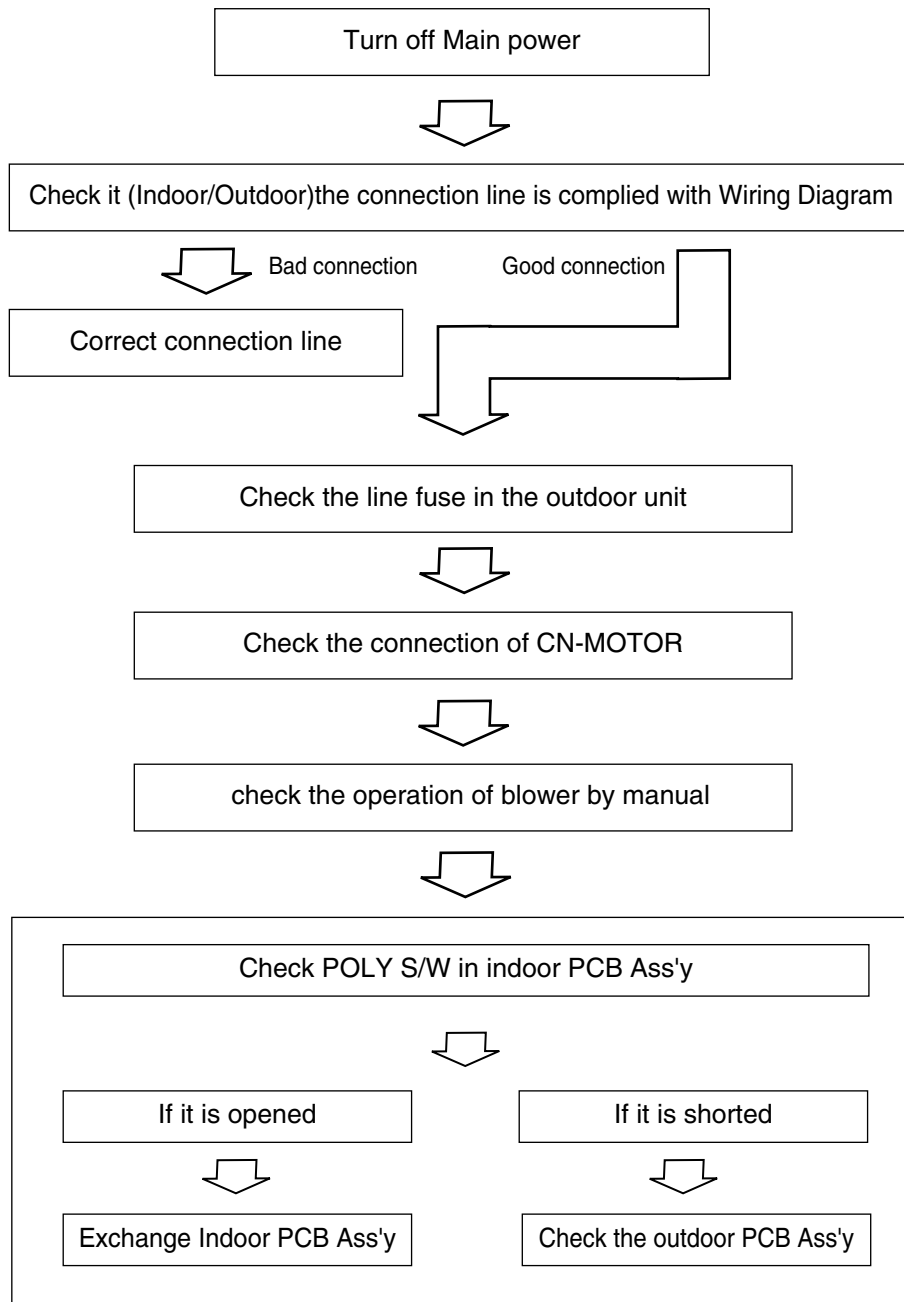 Turn off Main power
Check it (Indoor/Outdoor)the connection line is complied with Wiring Diagram
Bad connection
Good connection
Correct connection line
Check the line fuse in the outdoor unit
Check the connection of CN-MOTOR
check the operation of blower by manual
Check POLY S/W in indoor PCB Ass'y
If it is opened
If it is shorted
Exchange Indoor PCB Ass'y
Check the outdoor PCB Ass'y